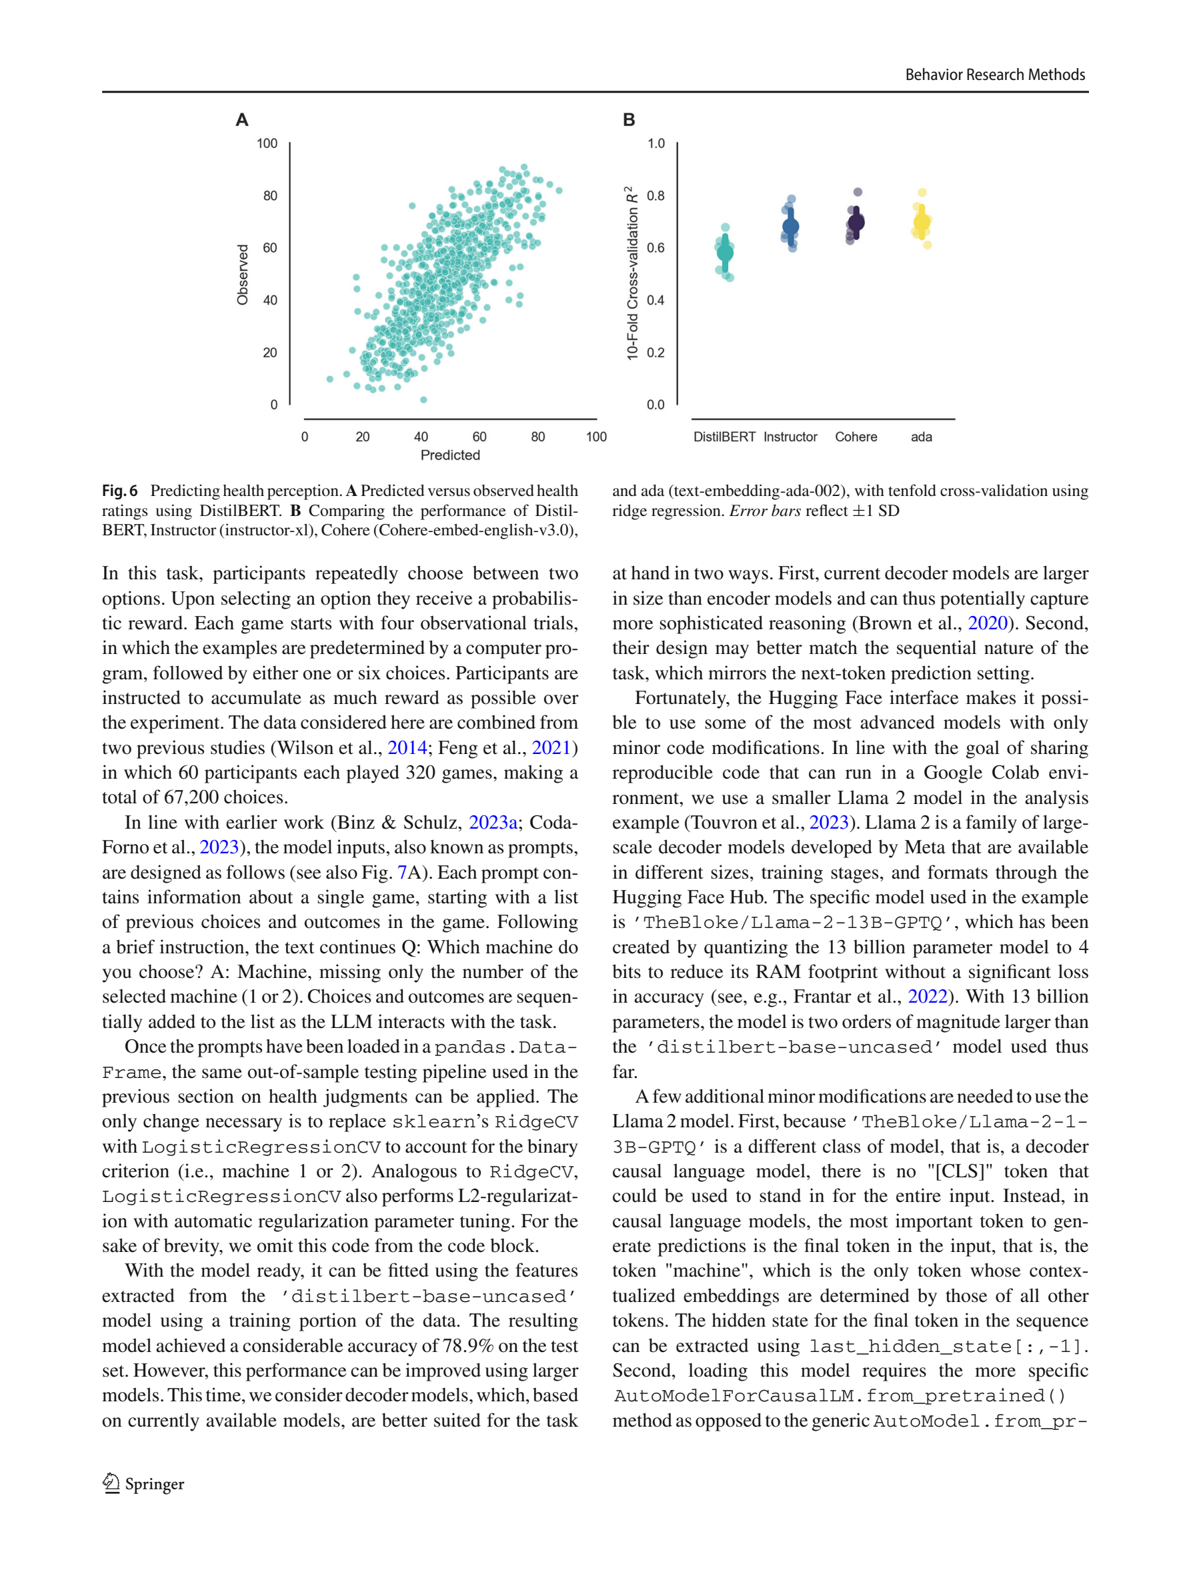 Behavior Research Methods
A
100
80
60
40
20
0
Observed
0 20 40 60 80 100
Predicted
B
1.0
0.8
0.6
0.4
0.2
0.0
10-Fold Cross-validation R²
DistilBERT Instructor Cohere ada
Fig. 6 Predicting health perception. A Predicted versus observed health
ratings using DistilBERT. B Comparing the performance of Distil-
BERT, Instructor (instructor-xl), Cohere (Cohere-embed-english-v3.0),
and ada (text-embedding-ada-002), with tenfold cross-validation using
ridge regression. Error bars reflect ±1 SD
In this task, participants repeatedly choose between two
options. Upon selecting an option they receive a probabilis-
tic reward. Each game starts with four observational trials,
in which the examples are predetermined by a computer pro-
gram, followed by either one or six choices. Participants are
instructed to accumulate as much reward as possible over
the experiment. The data considered here are combined from
two previous studies (Wilson et al., 2014; Feng et al., 2021)
in which 60 participants each played 320 games, making a
total of 67,200 choices.
In line with earlier work (Binz & Schulz, 2023a; Coda-
Forno et al., 2023), the model inputs, also known as prompts,
are designed as follows (see also Fig. 7A). Each prompt con-
tains information about a single game, starting with a list
of previous choices and outcomes in the game. Following
a brief instruction, the text continues Q: Which machine do
you choose? A: Machine, missing only the number of the
selected machine (1 or 2). Choices and outcomes are sequen-
tially added to the list as the LLM interacts with the task.
Once the prompts have been loaded in a pandas.Data-
Frame, the same out-of-sample testing pipeline used in the
previous section on health judgments can be applied. The
only change necessary is to replace sklearn's RidgeCV
with LogisticRegressionCV to account for the binary
criterion (i.e., machine 1 or 2). Analogous to RidgeCV,
LogisticRegressionCV also performs L2-regularizat-
ion with automatic regularization parameter tuning. For the
sake of brevity, we omit this code from the code block.
With the model ready, it can be fitted using the features
extracted from the 'distilbert-base-uncased'
model using a training portion of the data. The resulting
model achieved a considerable accuracy of 78.9% on the test
set. However, this performance can be improved using larger
models. This time, we consider decoder models, which, based
on currently available models, are better suited for the task
at hand in two ways. First, current decoder models are larger
in size than encoder models and can thus potentially capture
more sophisticated reasoning (Brown et al., 2020). Second,
their design may better match the sequential nature of the
task, which mirrors the next-token prediction setting.
Fortunately, the Hugging Face interface makes it possi-
ble to use some of the most advanced models with only
minor code modifications. In line with the goal of sharing
reproducible code that can run in a Google Colab envi-
ronment, we use a smaller Llama 2 model in the analysis
example (Touvron et al., 2023). Llama 2 is a family of large-
scale decoder models developed by Meta that are available
in different sizes, training stages, and formats through the
Hugging Face Hub. The specific model used in the example
is 'TheBloke/Llama-2-13B-GPTQ', which has been
created by quantizing the 13 billion parameter model to 4
bits to reduce its RAM footprint without a significant loss
in accuracy (see, e.g., Frantar et al., 2022). With 13 billion
parameters, the model is two orders of magnitude larger than
the 'distilbert-base-uncased' model used thus
far.
A few additional minor modifications are needed to use the
Llama 2 model. First, because 'TheBloke/Llama-2-1-
3B-GPTQ' is a different class of model, that is, a decoder
causal language model, there is no "[CLS]" token that
could be used to stand in for the entire input. Instead, in
causal language models, the most important token to gen-
erate predictions is the final token in the input, that is, the
token "machine", which is the only token whose contex-
tualized embeddings are determined by those of all other
tokens. The hidden state for the final token in the sequence
can be extracted using last_hidden_state[:,-1].
Second, loading this model requires the more specific
AutoModelForCausalLM.from_pretrained()
method as opposed to the generic AutoModel.from_pr-
Springer